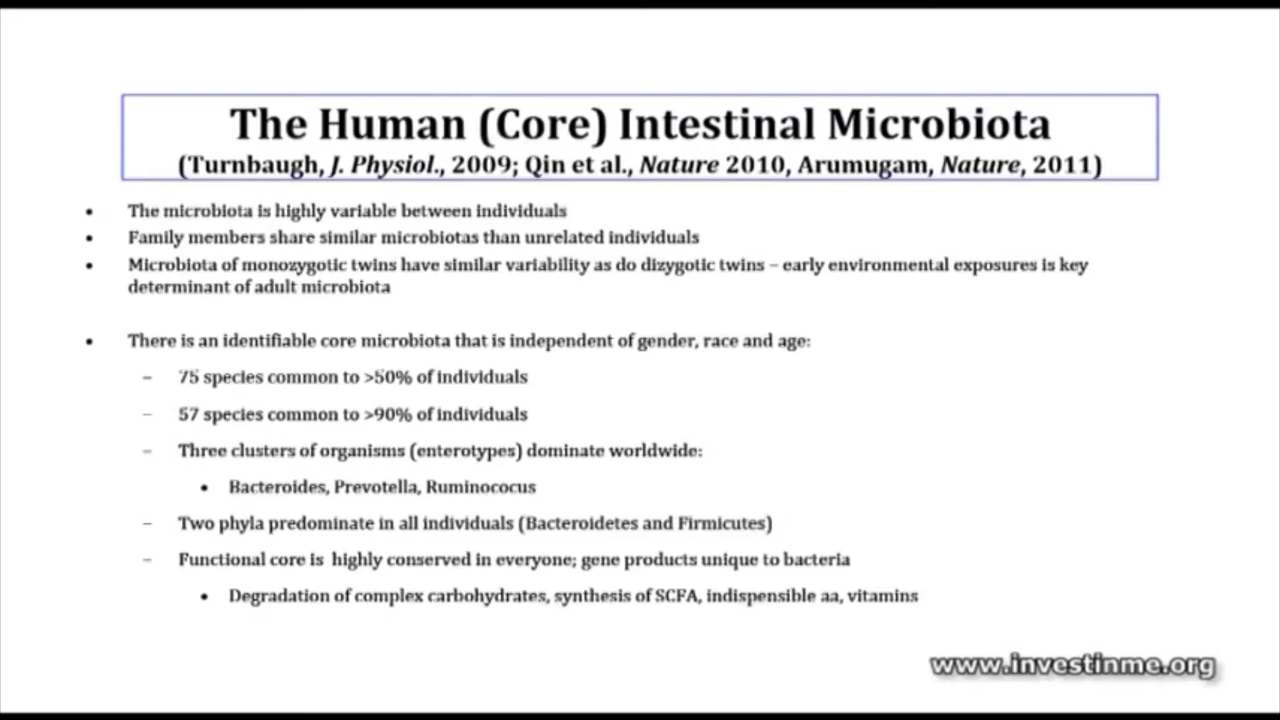 The Human (Core) Intestinal Microbiota
(Turnbaugh, J. Physiol., 2009; Qin et al., Nature 2010, Arumugam, Nature, 2011)
• The microbiota is highly variable between individuals
• Family members share similar microbiotas than unrelated individuals
• Microbiota of monozygotic twins have similar variability as do dizygotic twins – early environmental exposures is key
determinant of adult microbiota
• There is an identifiable core microbiota that is independent of gender, race and age:
– 75 species common to >50% of individuals
– 57 species common to >90% of individuals
– Three clusters of organisms (enterotypes) dominate worldwide:
• Bacteroides, Prevotella, Ruminococus
– Two phyla predominate in all individuals (Bacteroidetes and Firmicutes)
– Functional core is highly conserved in everyone; gene products unique to bacteria
• Degradation of complex carbohydrates, synthesis of SCFA, indispensible aa, vitamins
www.investinme.org